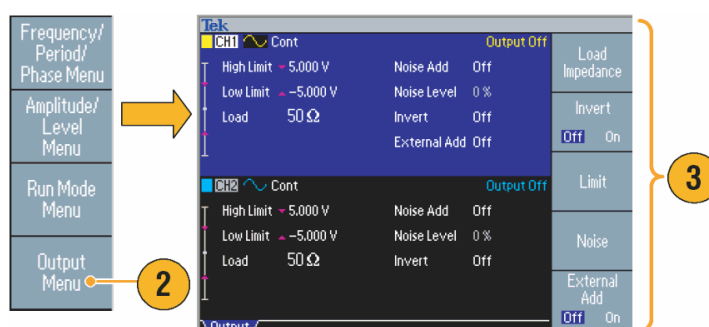 Frequency/
Period/
Phase Menu
Amplitude/
Level
Menu
Run Mode
Menu
Output
Menu
2
Tek
CH1 Cont Output Off
High Limit 5.000 V Noise Add Off
Low Limit -5.000 V Noise Level 0 %
Load 50 Ω Invert Off
External Add Off
CH2 Cont Output Off
High Limit 5.000 V Noise Add Off
Low Limit -5.000 V Noise Level 0 %
Load 50 Ω Invert Off
Output
Load
Impedance
Invert
Off On
Limit
Noise
External
Add
Off On
3